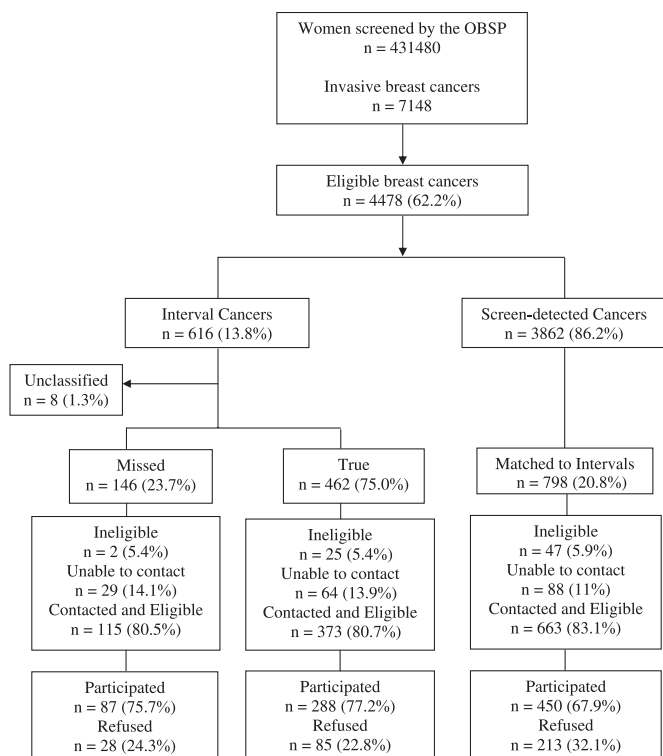 Women screened by the OBSP
n = 431480
Invasive breast cancers
n = 7148
Eligible breast cancers
n = 4478 (62.2%)
Interval Cancers
n = 616 (13.8%)
Screen-detected Cancers
n = 3862 (86.2%)
Unclassified
n = 8 (1.3%)
Missed
n = 146 (23.7%)
True
n = 462 (75.0%)
Matched to Intervals
n = 798 (20.8%)
Ineligible
n = 2 (5.4%)
Unable to contact
n = 29 (14.1%)
Contacted and Eligible
n = 115 (80.5%)
Ineligible
n = 25 (5.4%)
Unable to contact
n = 64 (13.9%)
Contacted and Eligible
n = 373 (80.7%)
Ineligible
n = 47 (5.9%)
Unable to contact
n = 88 (11%)
Contacted and Eligible
n = 663 (83.1%)
Participated
n = 87 (75.7%)
Refused
n = 28 (24.3%)
Participated
n = 288 (77.2%)
Refused
n = 85 (22.8%)
Participated
n = 450 (67.9%)
Refused
n = 213 (32.1%)